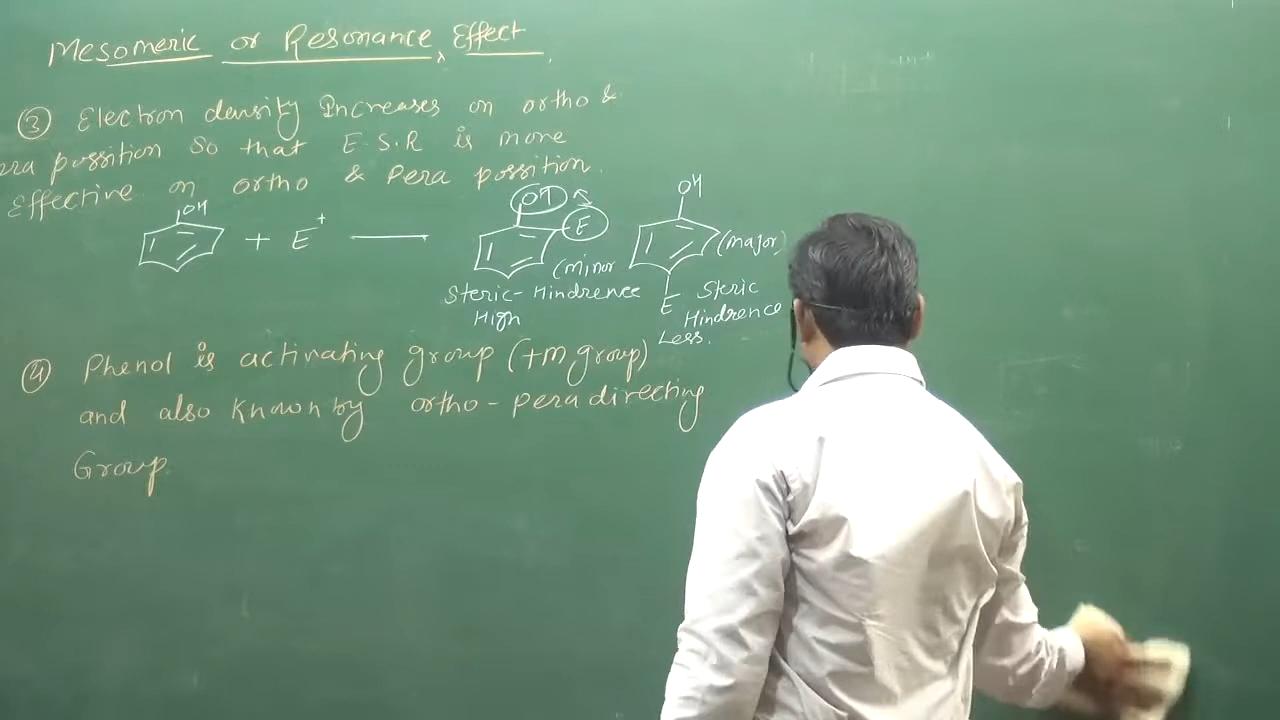 Mesomeric or Resonance, Effect
③ Electron density Increases on ortho &
era possition so that E.S.R is more
Effective on ortho & Pera possition.
OH + E+ OH E (minor OH (major)
Steric-Hindrence High
E Steric Hindrence Less.
④ Phenol is activating group (+m group)
and also known by ortho-pera directing
Group